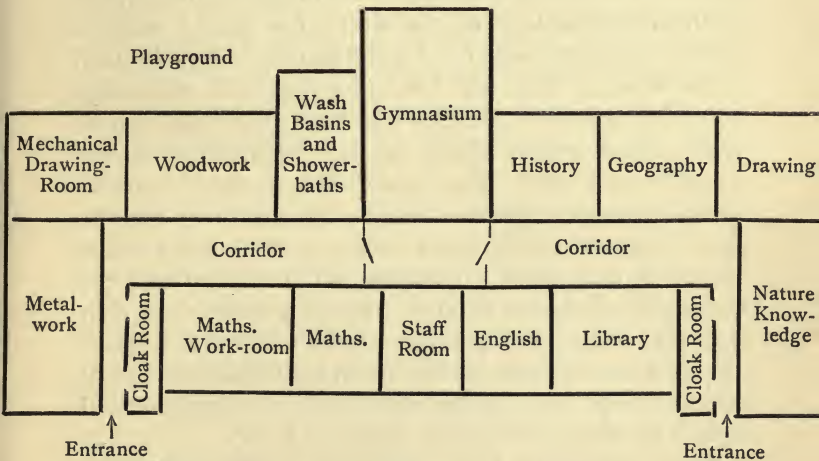 Playground
Wash
Basins
and
Shower-
baths
Gymnasium
Mechanical
Drawing-
Room
Woodwork
History
Geography
Drawing
Corridor
Corridor
Metal-
work
Cloak Room
Maths.
Work-room
Maths.
Staff
Room
English
Library
Cloak Room
Nature
Know-
ledge
Entrance
Entrance